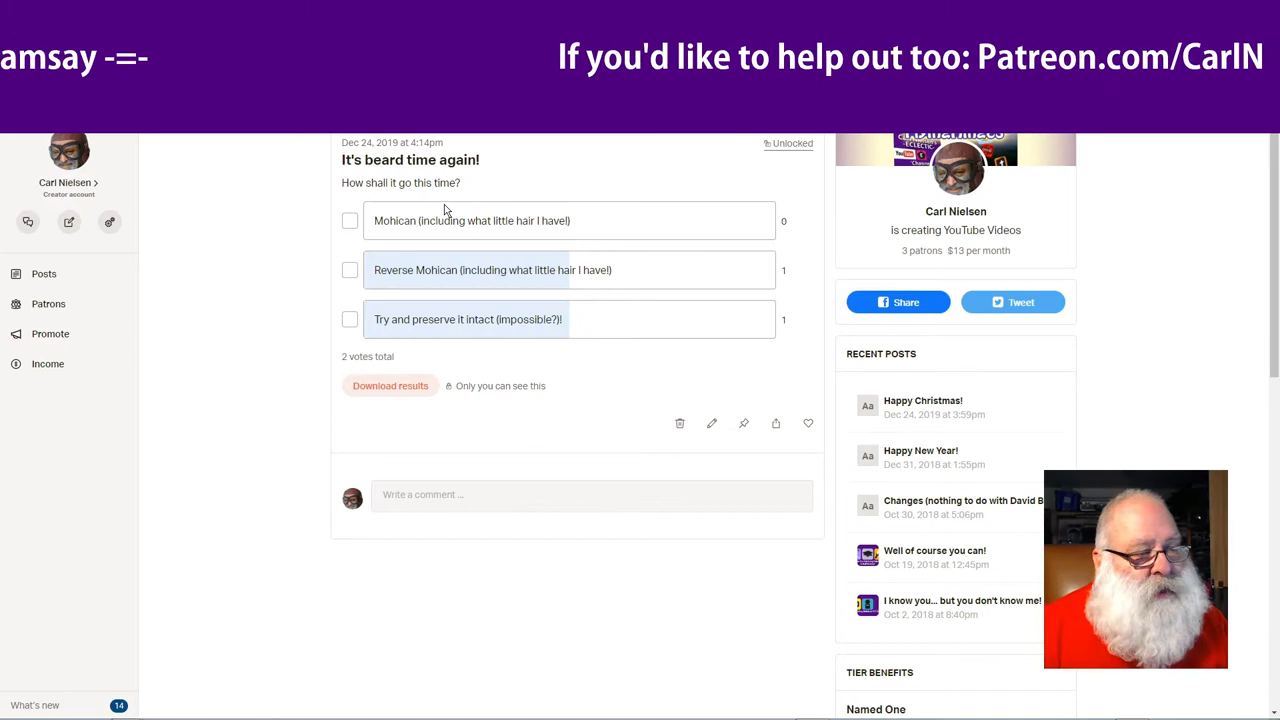 amsay -=-
If you'd like to help out too: Patreon.com/CarlN
Carl Nielsen
Creator account
Posts
Patrons
Promote
Income
What's new
14
Dec 24, 2019 at 4:14pm
Unlocked
It's beard time again!
How shall it go this time?
Mohican (including what little hair I have!)
0
Reverse Mohican (including what little hair I have!)
1
Try and preserve it intact (impossible?)!
1
2 votes total
Download results
Only you can see this
Write a comment ...
ECLECTIC
YouTube
Carl Nielsen
is creating YouTube Videos
3 patrons $13 per month
Share
Tweet
RECENT POSTS
Aa
Happy Christmas!
Dec 24, 2019 at 3:59pm
Aa
Happy New Year!
Dec 31, 2018 at 1:55pm
Aa
Changes (nothing to do with David B
Oct 30, 2018 at 5:06pm
Well of course you can!
Oct 19, 2018 at 12:45pm
I know you... but you don't know me!
Oct 2, 2018 at 8:40pm
TIER BENEFITS
Named One